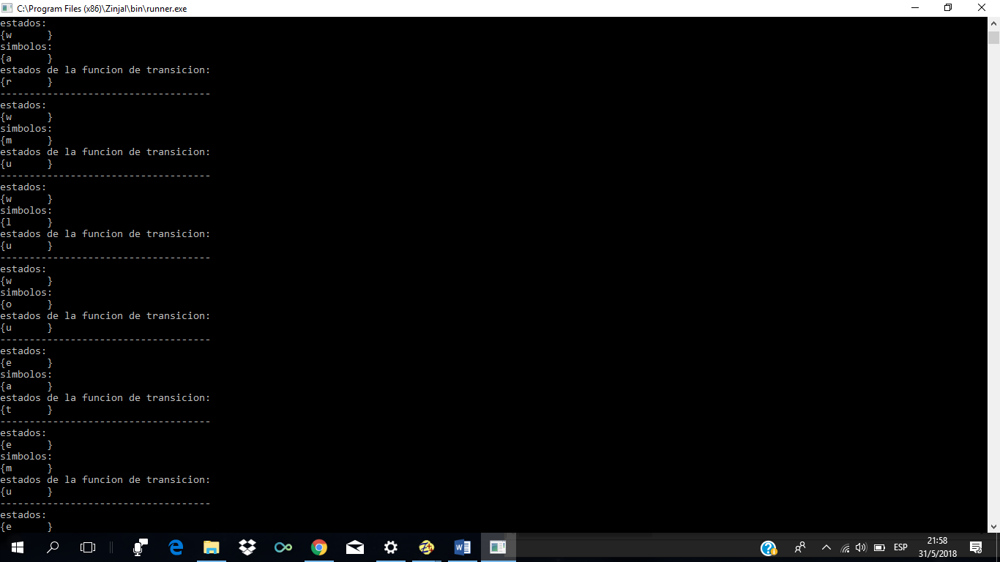 C:\Program Files (x86)\Zinjal\bin\runner.exe
estados:
{w      }
simbolos:
{a      }
estados de la funcion de transicion:
{r      }
------------------------------------
estados:
{w      }
simbolos:
{m      }
estados de la funcion de transicion:
{u      }
------------------------------------
estados:
{w      }
simbolos:
{l      }
estados de la funcion de transicion:
{u      }
------------------------------------
estados:
{w      }
simbolos:
{o      }
estados de la funcion de transicion:
{u      }
------------------------------------
estados:
{e      }
simbolos:
{a      }
estados de la funcion de transicion:
{t      }
------------------------------------
estados:
{e      }
simbolos:
{m      }
estados de la funcion de transicion:
{u      }
------------------------------------
estados:
{e      }
ESP
21:58
31/5/2018